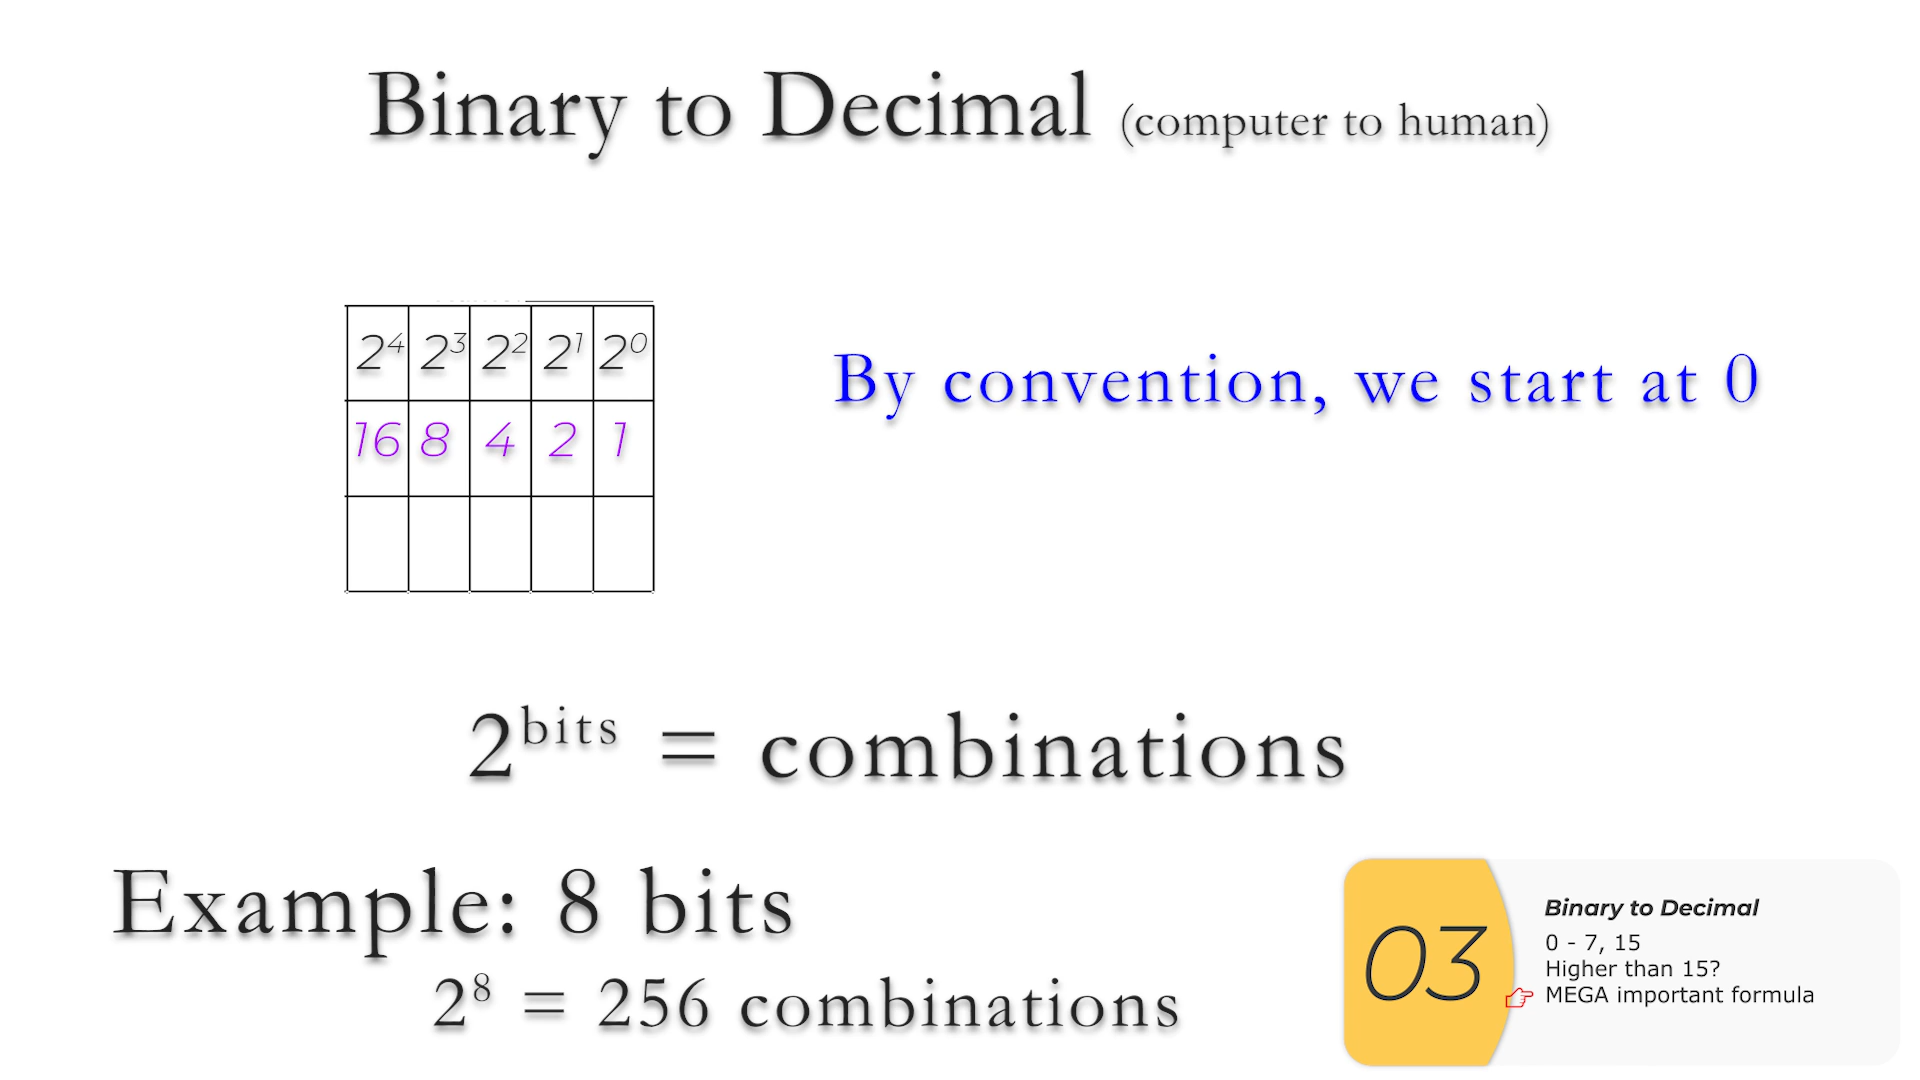 Binary to Decimal (computer to human)
2⁴ 2³ 2² 2¹ 2⁰
16 8 4 2 1
By convention, we start at 0
2ᵇⁱᵗˢ = combinations
Example: 8 bits
2⁸ = 256 combinations
03
Binary to Decimal
0 - 7, 15
Higher than 15?
MEGA important formula